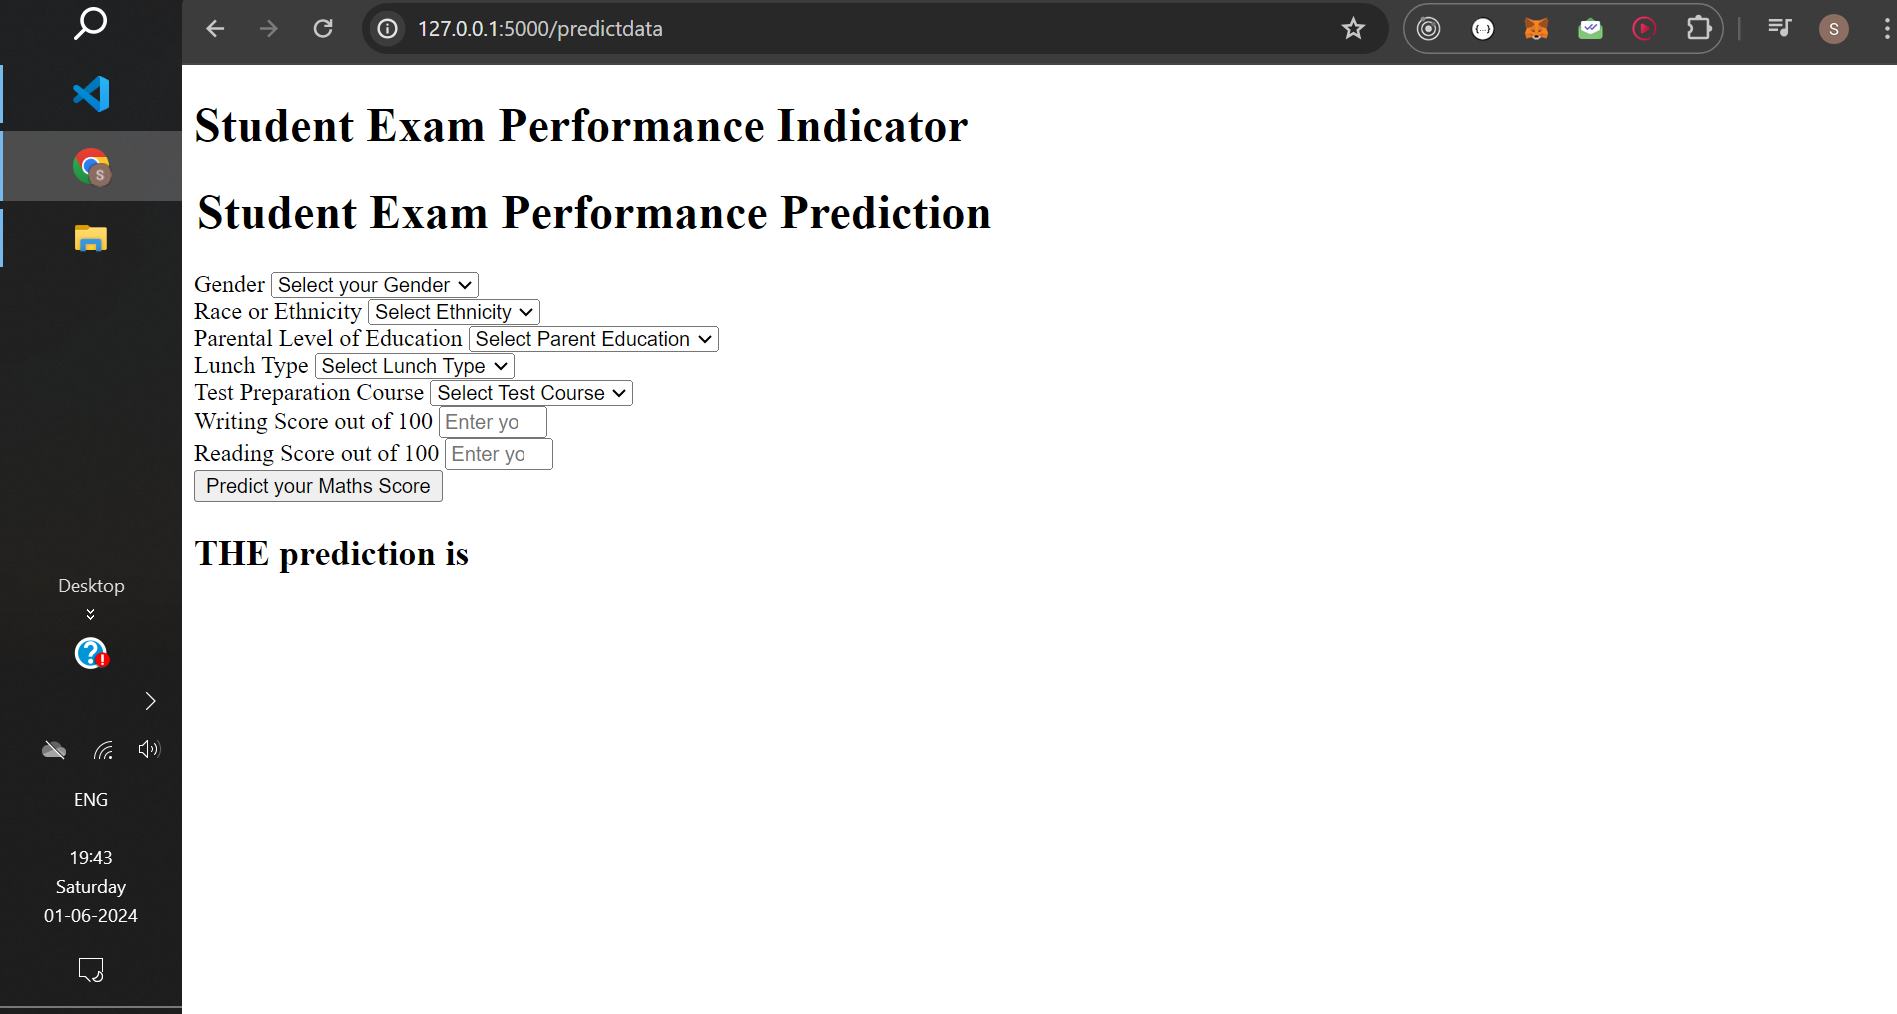 127.0.0.1:5000/predictdata
S
S
Student Exam Performance Indicator
Student Exam Performance Prediction
Gender Select your Gender
Race or Ethnicity Select Ethnicity
Parental Level of Education Select Parent Education
Lunch Type Select Lunch Type
Test Preparation Course Select Test Course
Writing Score out of 100 Enter yo
Reading Score out of 100 Enter yo
Predict your Maths Score
THE prediction is
Desktop
ENG
19:43
Saturday
01-06-2024